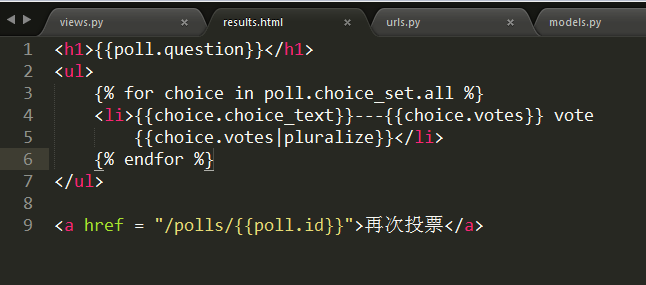 views.py × results.html × urls.py × models.py
1 <h1>{{poll.question}}</h1>
2 <ul>
3     {% for choice in poll.choice_set.all %}
4     <li>{{choice.choice_text}}---{{choice.votes}} vote
5         {{choice.votes|pluralize}}</li>
6     {% endfor %}
7 </ul>
8
9 <a href = "/polls/{{poll.id}}">再次投票</a>